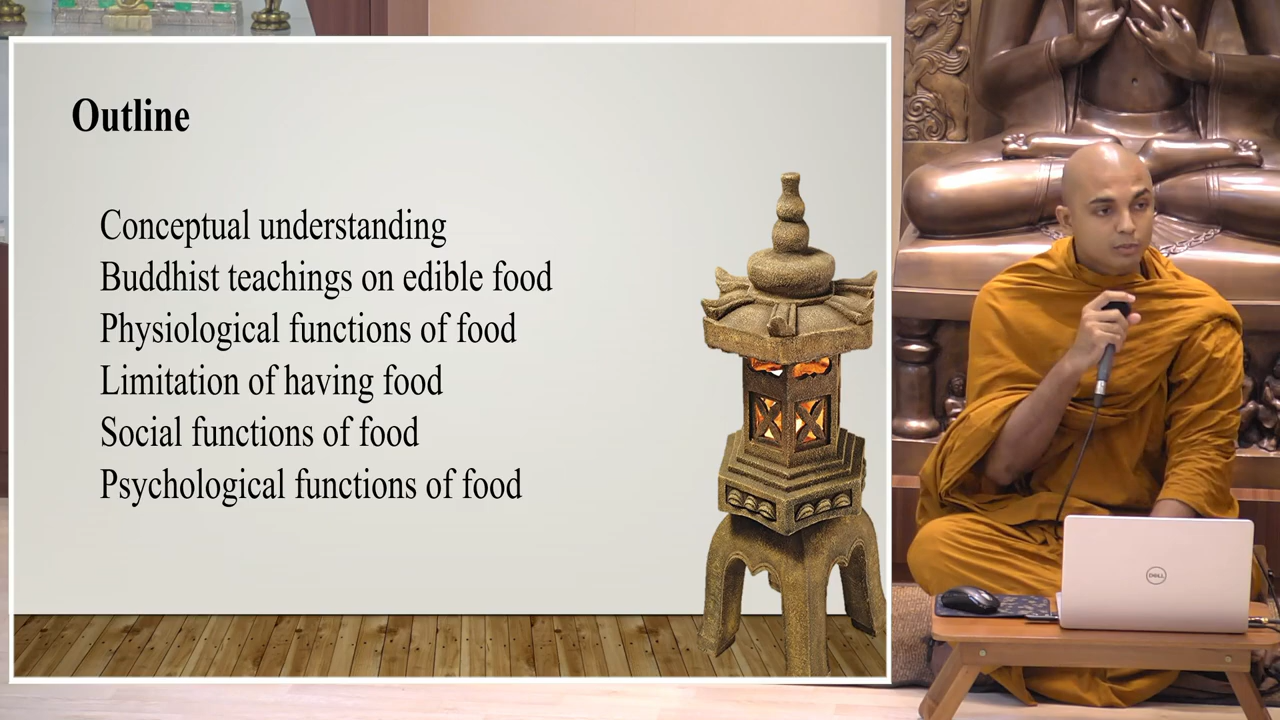 Outline
Conceptual understanding
Buddhist teachings on edible food
Physiological functions of food
Limitation of having food
Social functions of food
Psychological functions of food
DELL